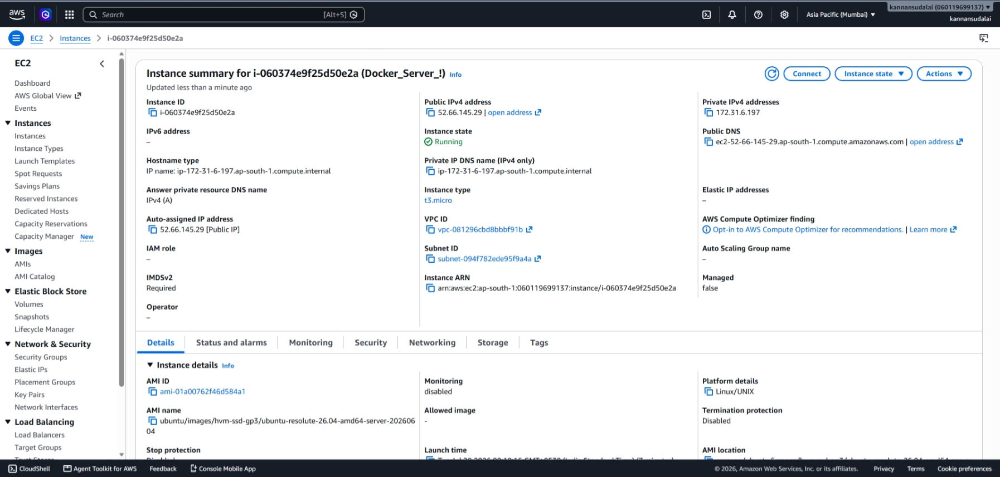 aws
Search [Alt+S]
Asia Pacific (Mumbai)
kannansudalai (060119699137)
kannansudalai
EC2 Instances i-060374e9f25d50e2a
EC2
Dashboard
AWS Global View
Events
Instances
Instances
Instance Types
Launch Templates
Spot Requests
Savings Plans
Reserved Instances
Dedicated Hosts
Capacity Reservations
Capacity Manager New
Images
AMIs
AMI Catalog
Elastic Block Store
Volumes
Snapshots
Lifecycle Manager
Network & Security
Security Groups
Elastic IPs
Placement Groups
Key Pairs
Network Interfaces
Load Balancing
Load Balancers
Target Groups
Instance summary for i-060374e9f25d50e2a (Docker_Server_!) Info
Updated less than a minute ago
Connect
Instance state
Actions
Instance ID
i-060374e9f25d50e2a
Public IPv4 address
52.66.145.29 | open address
Private IPv4 addresses
172.31.6.197
IPv6 address
–
Instance state
Running
Public DNS
ec2-52-66-145-29.ap-south-1.compute.amazonaws.com | open address
Hostname type
IP name: ip-172-31-6-197.ap-south-1.compute.internal
Private IP DNS name (IPv4 only)
ip-172-31-6-197.ap-south-1.compute.internal
Answer private resource DNS name
IPv4 (A)
Instance type
t3.micro
Elastic IP addresses
–
Auto-assigned IP address
52.66.145.29 [Public IP]
VPC ID
vpc-081296cbd8bbbf91b
AWS Compute Optimizer finding
Opt-in to AWS Compute Optimizer for recommendations. | Learn more
IAM role
–
Subnet ID
subnet-094f782ede95f9a4a
Auto Scaling Group name
–
IMDSv2
Required
Instance ARN
arn:aws:ec2:ap-south-1:060119699137:instance/i-060374e9f25d50e2a
Managed
false
Operator
–
Details
Status and alarms
Monitoring
Security
Networking
Storage
Tags
Instance details Info
AMI ID
ami-01a00762f46d584a1
Monitoring
disabled
Platform details
Linux/UNIX
AMI name
ubuntu/images/hvm-ssd-gp3/ubuntu-resolute-26.04-amd64-server-202606
04
Allowed image
-
Termination protection
Disabled
Stop protection
Launch time
AMI location
CloudShell
Agent Toolkit for AWS
Feedback
Console Mobile App
© 2026, Amazon Web Services, Inc. or its affiliates.
Privacy
Terms
Cookie preferences